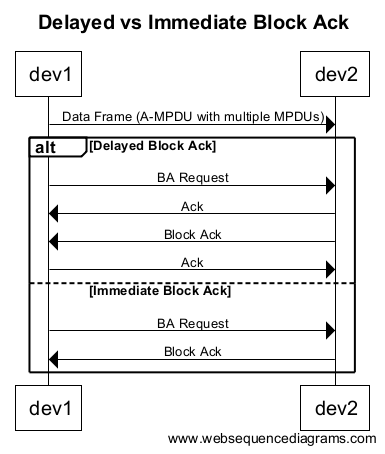 Delayed vs Immediate Block Ack
dev1 dev2
Data Frame (A-MPDU with multiple MPDUs)
alt [Delayed Block Ack]
BA Request
Ack
Block Ack
Ack
[Immediate Block Ack]
BA Request
Block Ack
dev1 dev2
www.websequencediagrams.com